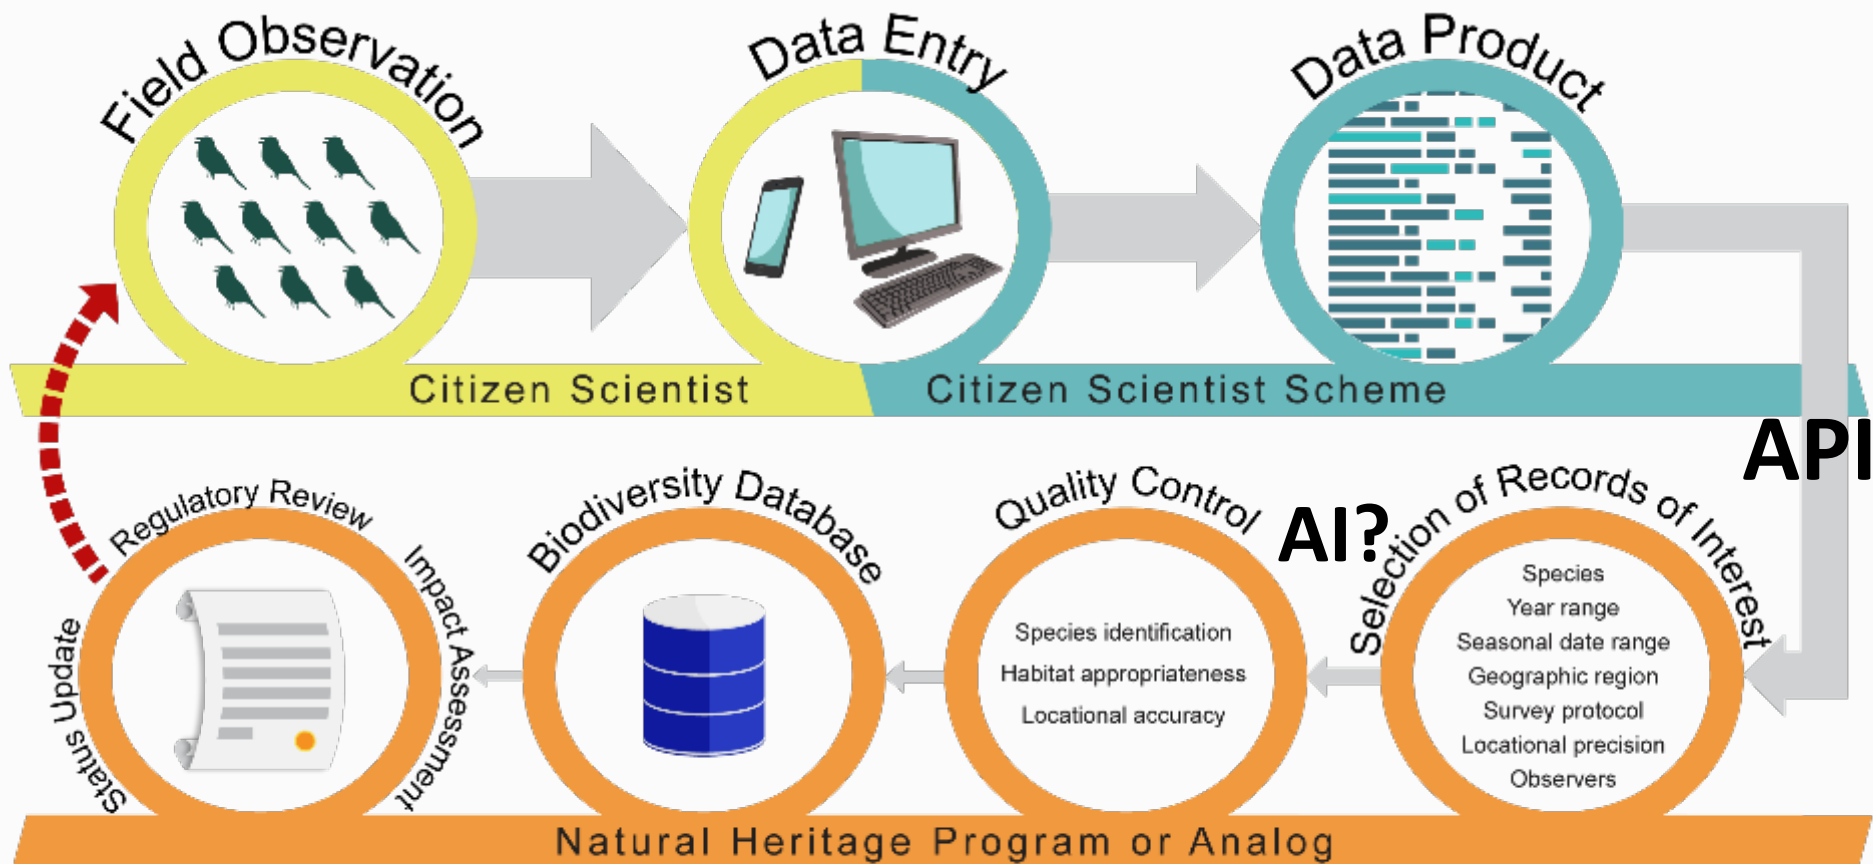 Field Observation
Data Entry
Data Product
Citizen Scientist
Citizen Scientist Scheme
API
Selection of Records of Interest
Species
Year range
Seasonal date range
Geographic region
Survey protocol
Locational precision
Observers
AI?
Quality Control
Species identification
Habitat appropriateness
Locational accuracy
Biodiversity Database
Regulatory Review
Impact Assessment
Status Update
Natural Heritage Program or Analog